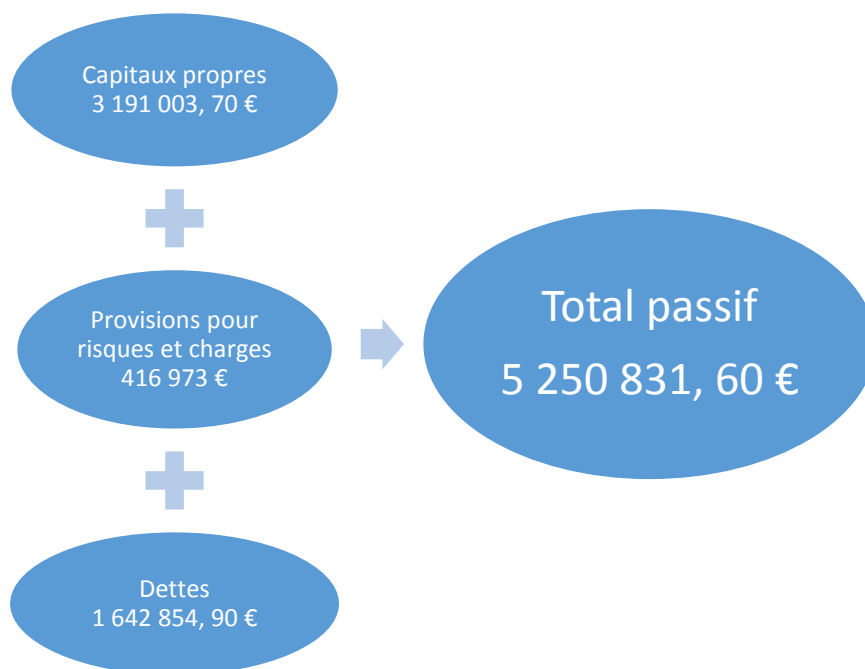 Capitaux propres
3 191 003, 70 €
Provisions pour
risques et charges
416 973 €
Dettes
1 642 854, 90 €
Total passif
5 250 831, 60 €